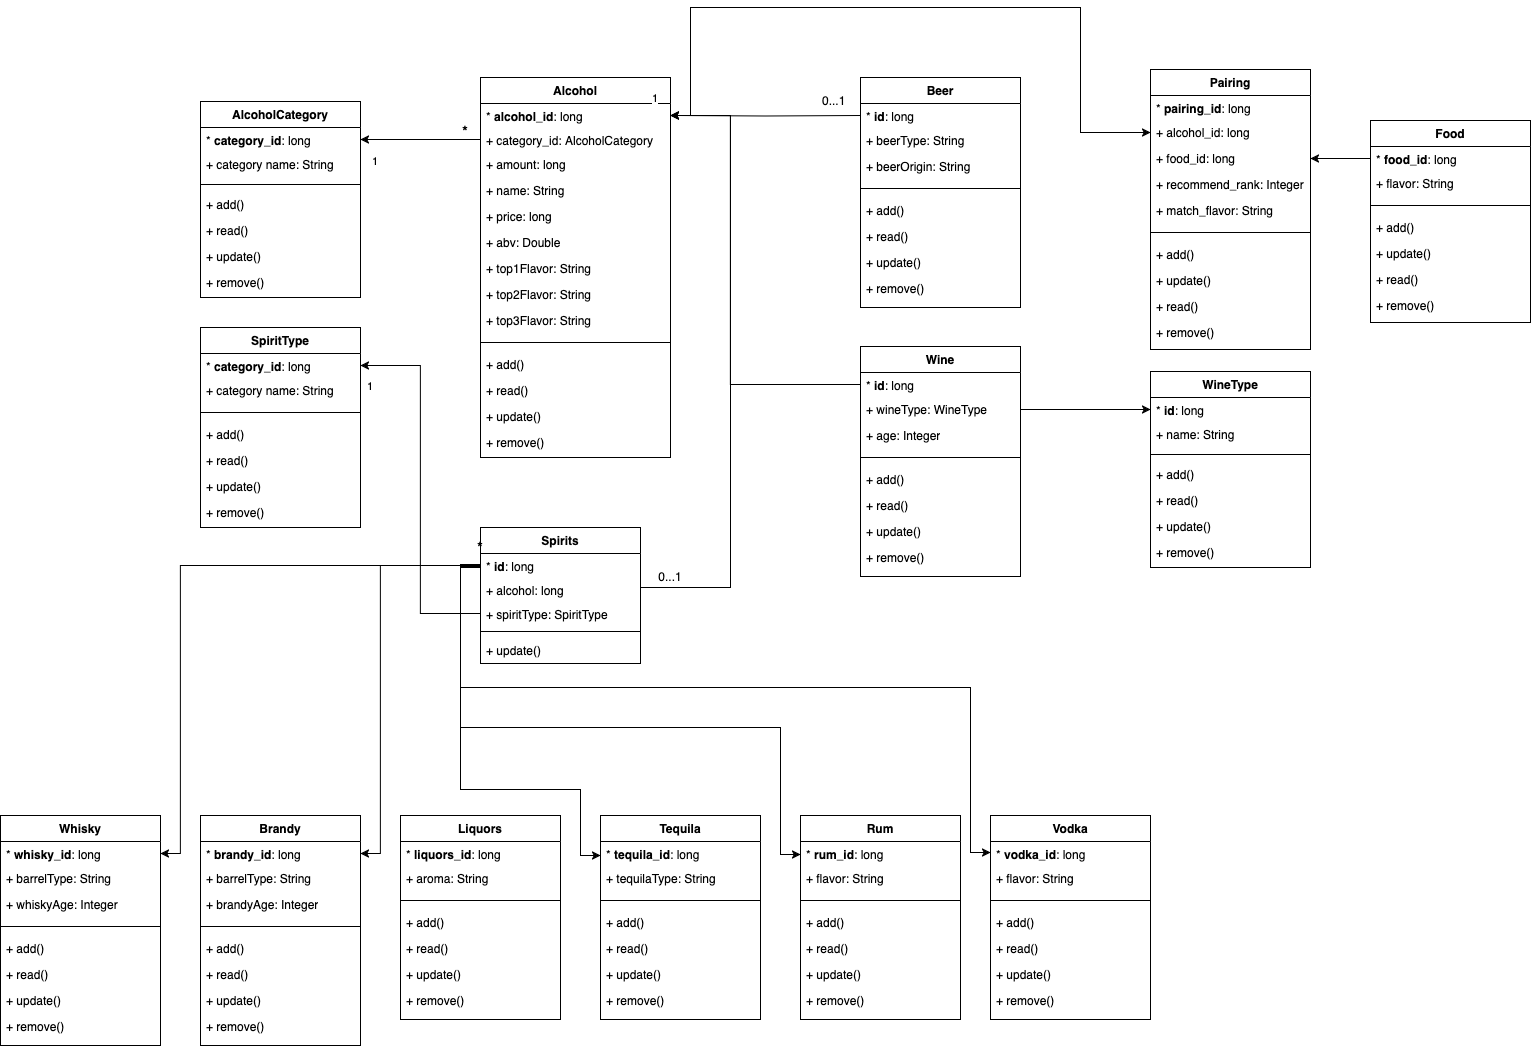 AlcoholCategory
* category_id: long
+ category name: String
+ add()
+ read()
+ update()
+ remove()
*
1
Alcohol
1
* alcohol_id: long
+ category_id: AlcoholCategory
+ amount: long
+ name: String
+ price: long
+ abv: Double
+ top1Flavor: String
+ top2Flavor: String
+ top3Flavor: String
+ add()
+ read()
+ update()
+ remove()
0...1
Beer
* id: long
+ beerType: String
+ beerOrigin: String
+ add()
+ read()
+ update()
+ remove()
Pairing
* pairing_id: long
+ alcohol_id: long
+ food_id: long
+ recommend_rank: Integer
+ match_flavor: String
+ add()
+ update()
+ read()
+ remove()
Food
* food_id: long
+ flavor: String
+ add()
+ update()
+ read()
+ remove()
SpiritType
* category_id: long
+ category name: String
+ add()
+ read()
+ update()
+ remove()
1
Wine
* id: long
+ wineType: WineType
+ age: Integer
+ add()
+ read()
+ update()
+ remove()
WineType
* id: long
+ name: String
+ add()
+ read()
+ update()
+ remove()
*
Spirits
* id: long
+ alcohol: long
+ spiritType: SpiritType
+ update()
0...1
Whisky
* whisky_id: long
+ barrelType: String
+ whiskyAge: Integer
+ add()
+ read()
+ update()
+ remove()
Brandy
* brandy_id: long
+ barrelType: String
+ brandyAge: Integer
+ add()
+ read()
+ update()
+ remove()
Liquors
* liquors_id: long
+ aroma: String
+ add()
+ read()
+ update()
+ remove()
Tequila
* tequila_id: long
+ tequilaType: String
+ add()
+ read()
+ update()
+ remove()
Rum
* rum_id: long
+ flavor: String
+ add()
+ read()
+ update()
+ remove()
Vodka
* vodka_id: long
+ flavor: String
+ add()
+ read()
+ update()
+ remove()